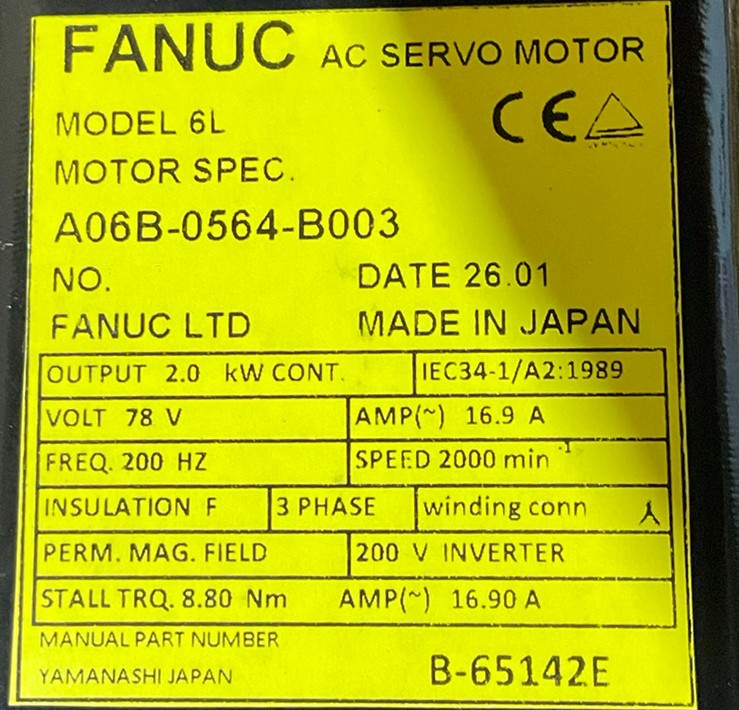 FANUC AC SERVO MOTOR
MODEL 6L
CE
MOTOR SPEC.
A06B-0564-B003
NO. DATE 26.01
FANUC LTD MADE IN JAPAN
OUTPUT 2.0 kW CONT. IEC34-1/A2:1989
VOLT 78 V AMP(~) 16.9 A
FREQ. 200 HZ SPEED 2000 min⁻¹
INSULATION F 3 PHASE winding conn 人
PERM. MAG. FIELD 200 V INVERTER
STALL TRQ. 8.80 Nm AMP(~) 16.90 A
MANUAL PART NUMBER
YAMANASHI JAPAN B-65142E